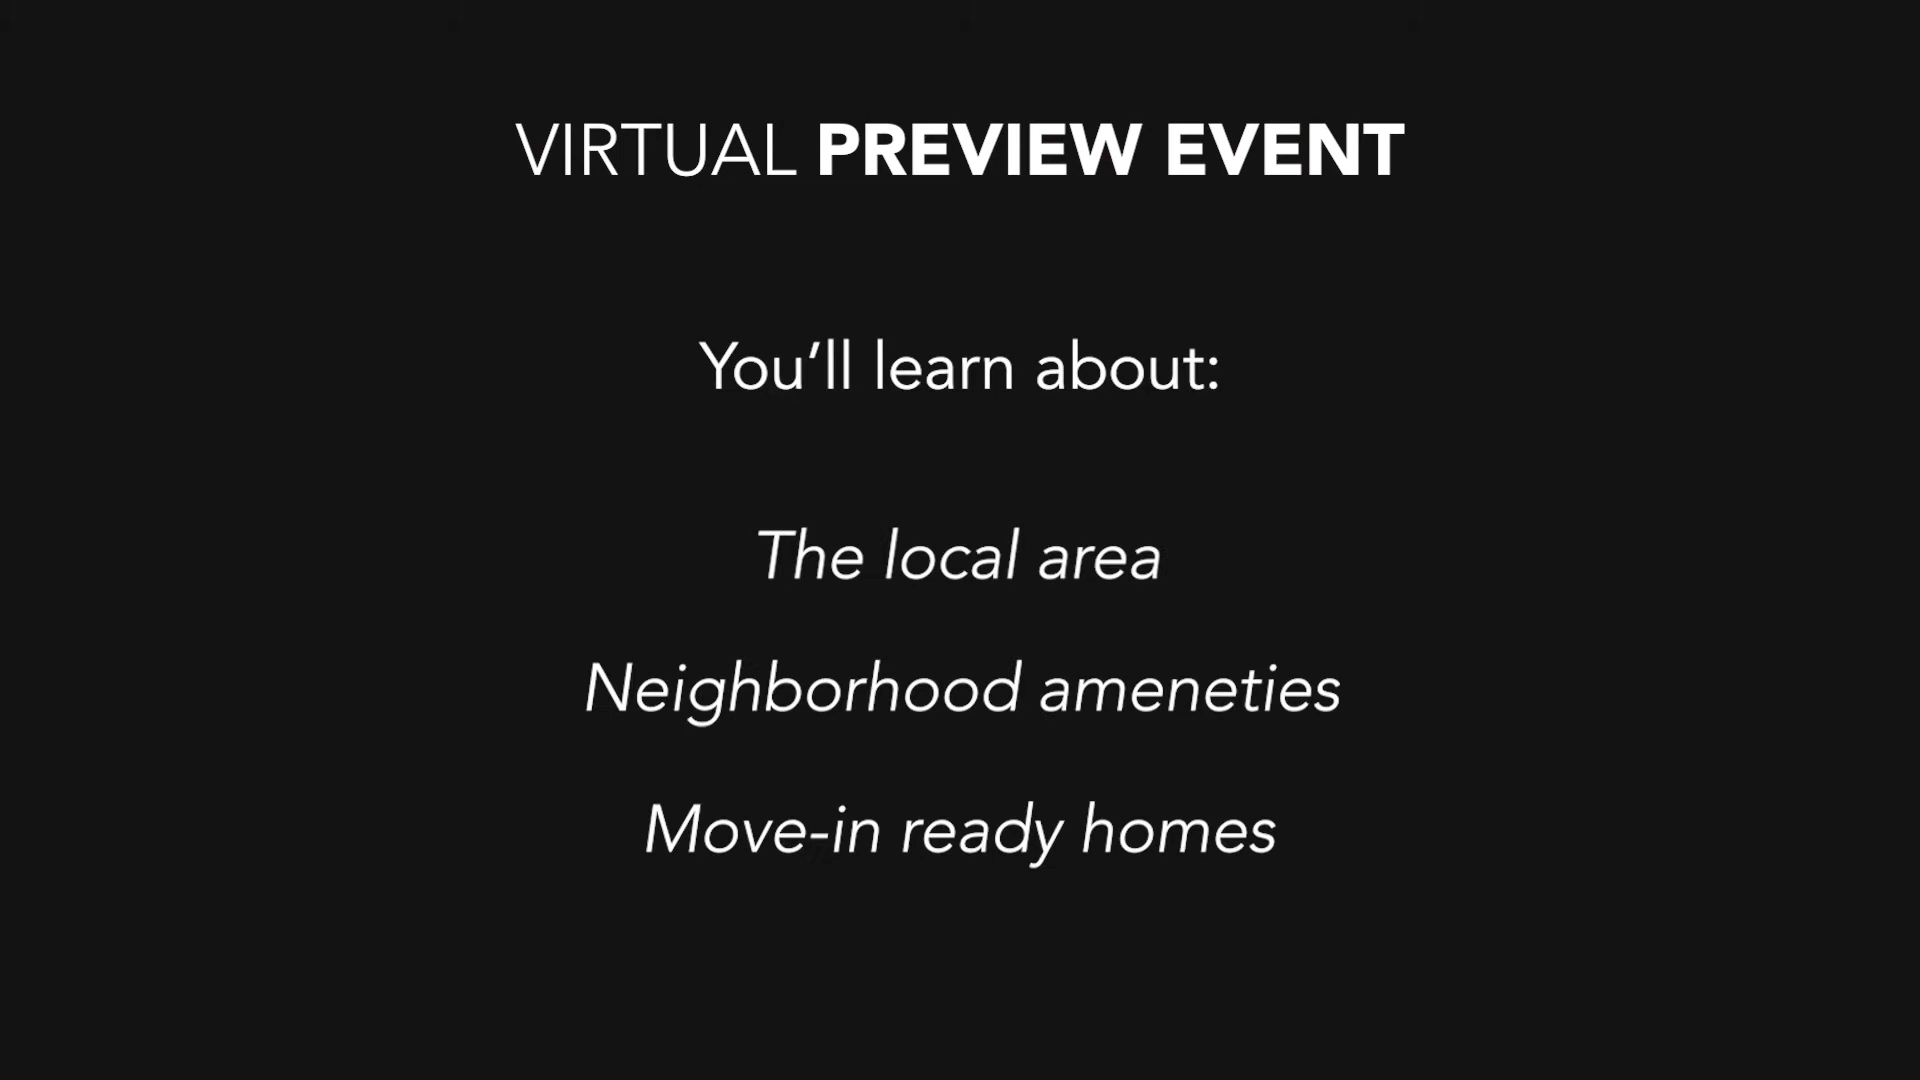 VIRTUAL PREVIEW EVENT
You’ll learn about:
The local area
Neighborhood ameneties
Move-in ready homes